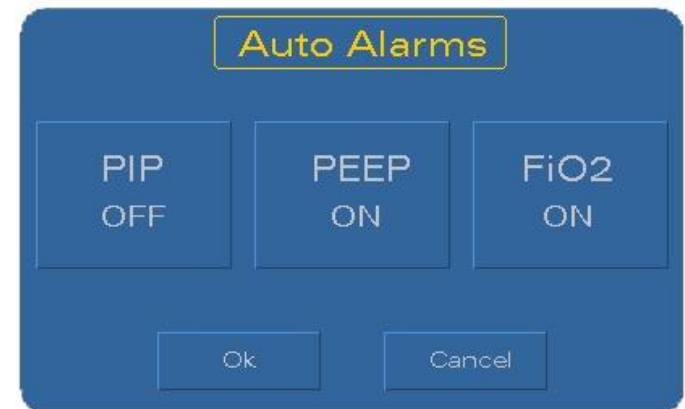 Auto Alarms
PIP
OFF
PEEP
ON
FiO2
ON
Ok
Cancel